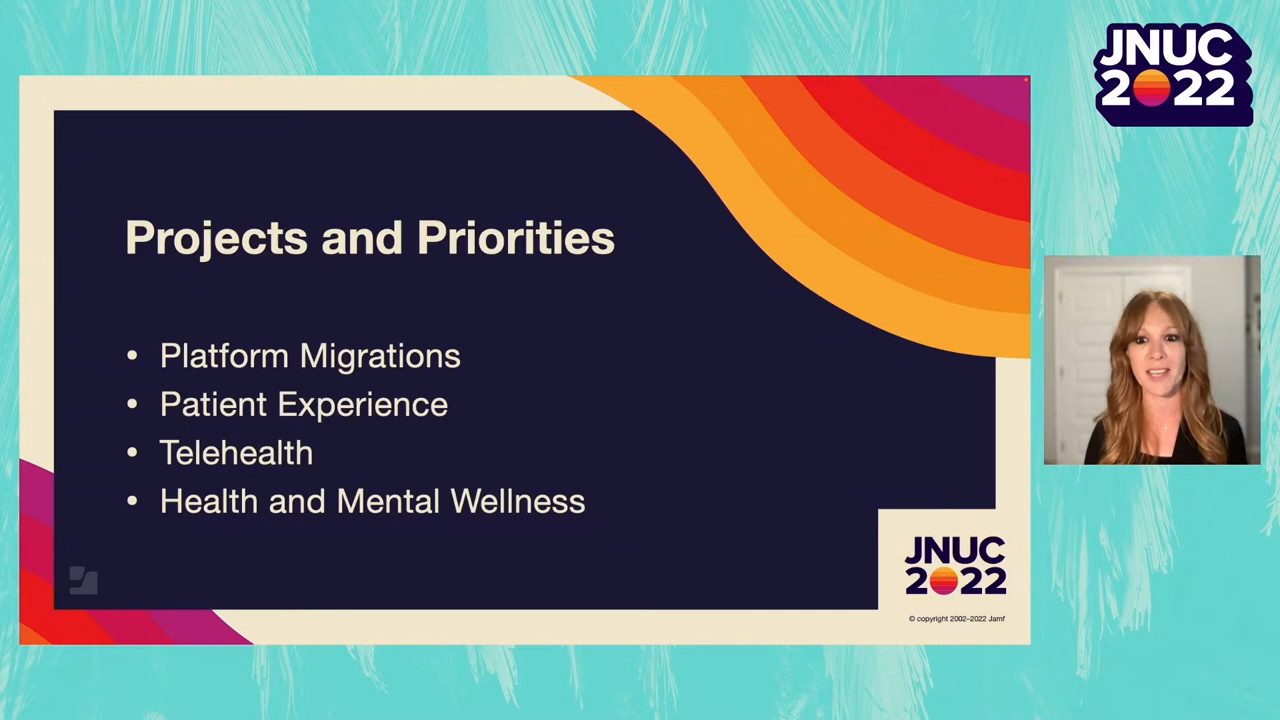 JNUC
2022
Projects and Priorities
• Platform Migrations
• Patient Experience
• Telehealth
• Health and Mental Wellness
JNUC
2022
© copyright 2002–2022 Jamf